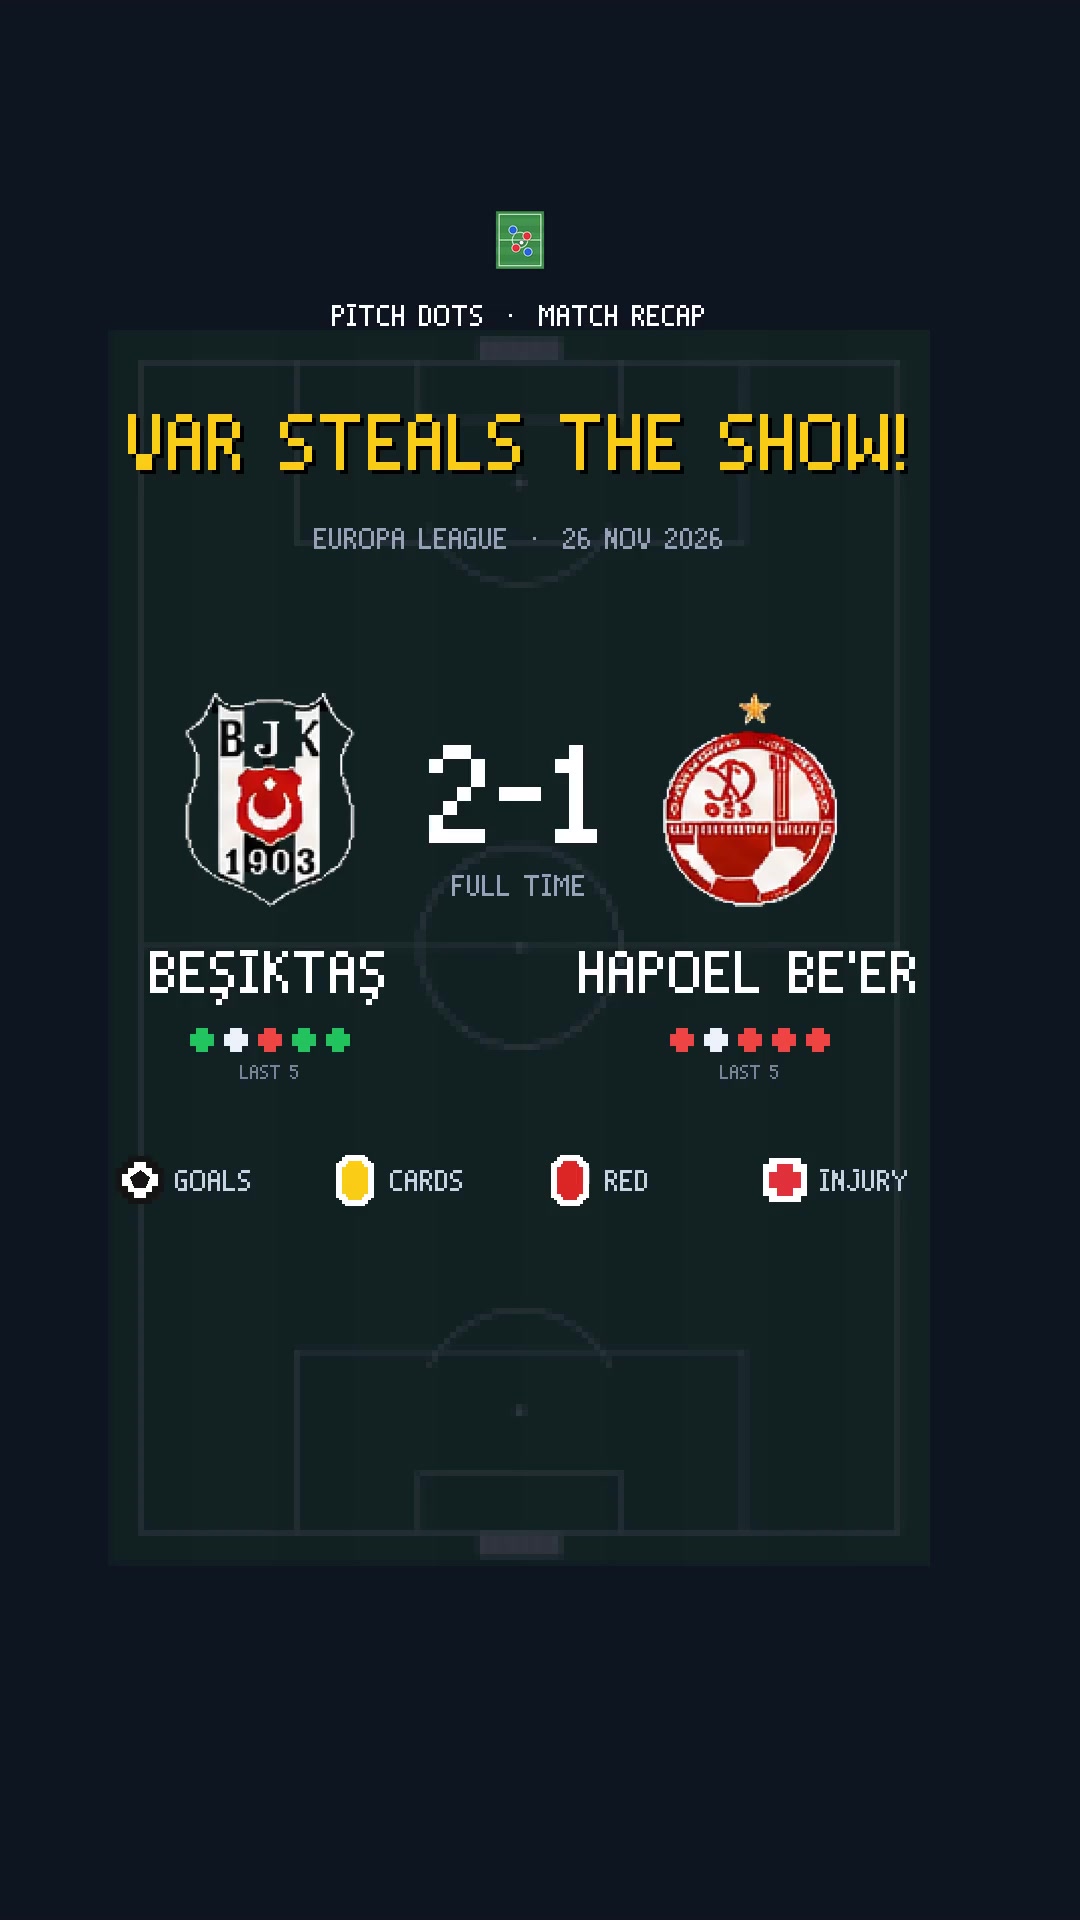 PITCH DOTS · MATCH RECAP
VAR STEALS THE SHOW!
EUROPA LEAGUE · 26 NOV 2026
BJK
1903
2-1
FULL TIME
BEŞIKTAŞ
HAPOEL BE'ER
LAST 5
LAST 5
GOALS
CARDS
RED
INJURY